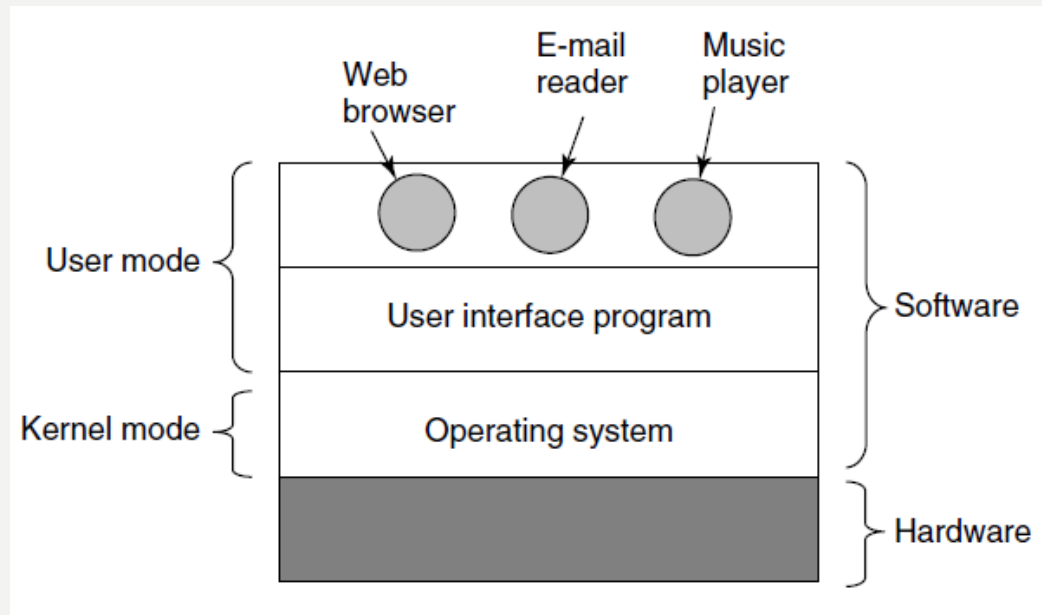 Web
browser
E-mail
reader
Music
player
User mode
User interface program
Software
Kernel mode
Operating system
Hardware